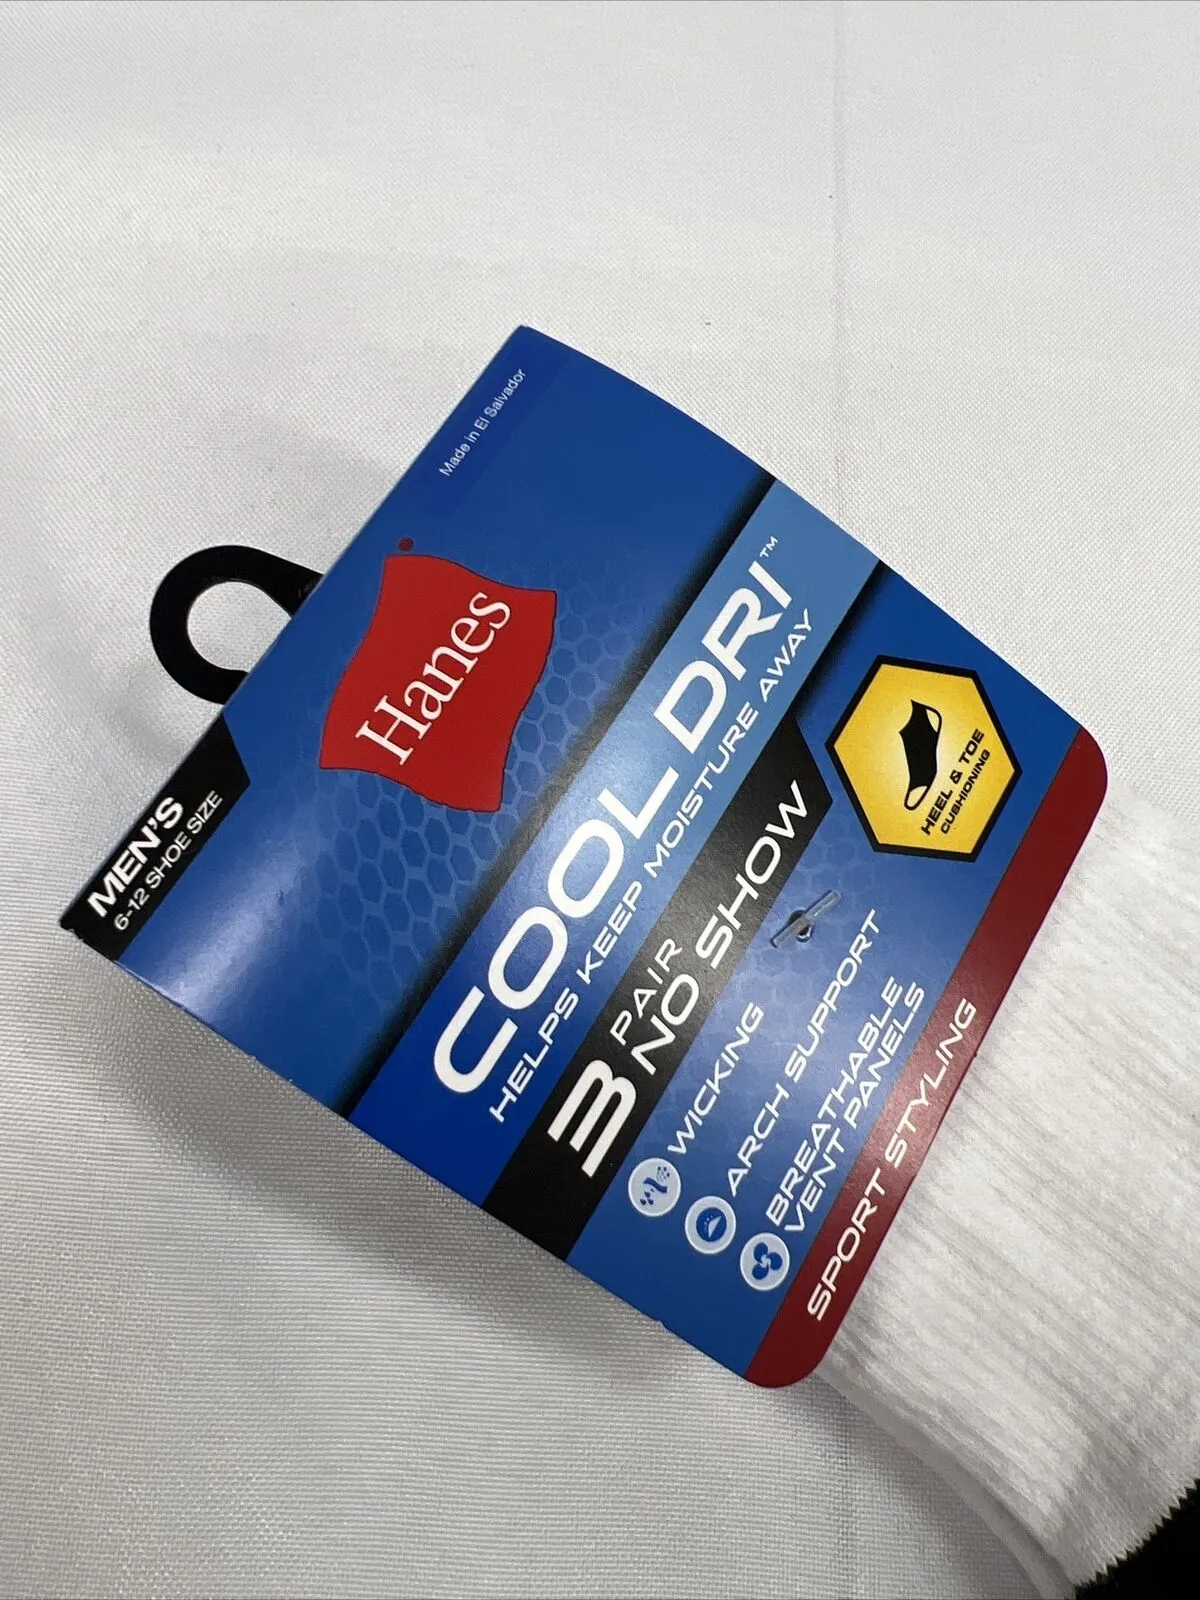 Made in El Salvador
Hanes
MEN'S
6-12 SHOE SIZE
COOL DRI™
HELPS KEEP MOISTURE AWAY
3 PAIR
NO SHOW
HEEL & TOE
CUSHIONING
WICKING
ARCH SUPPORT
BREATHABLE
VENT PANELS
SPORT STYLING